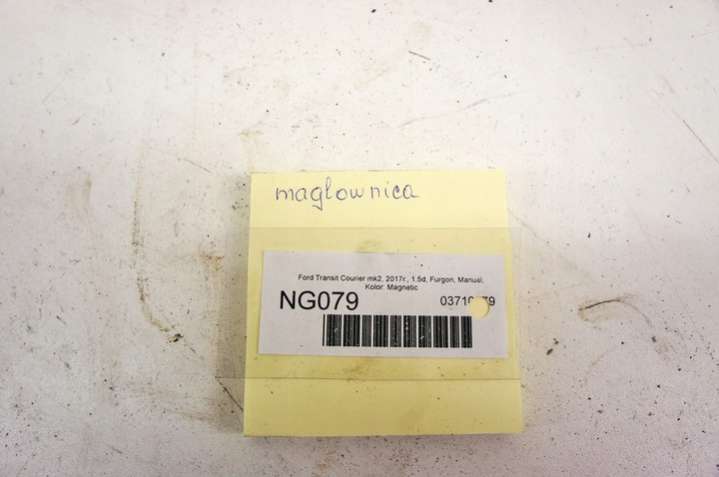 maglownica
Ford Transit Courier mk2, 2017r., 1.5d, Furgon, Manual,
Kolor: Magnetic
NG079